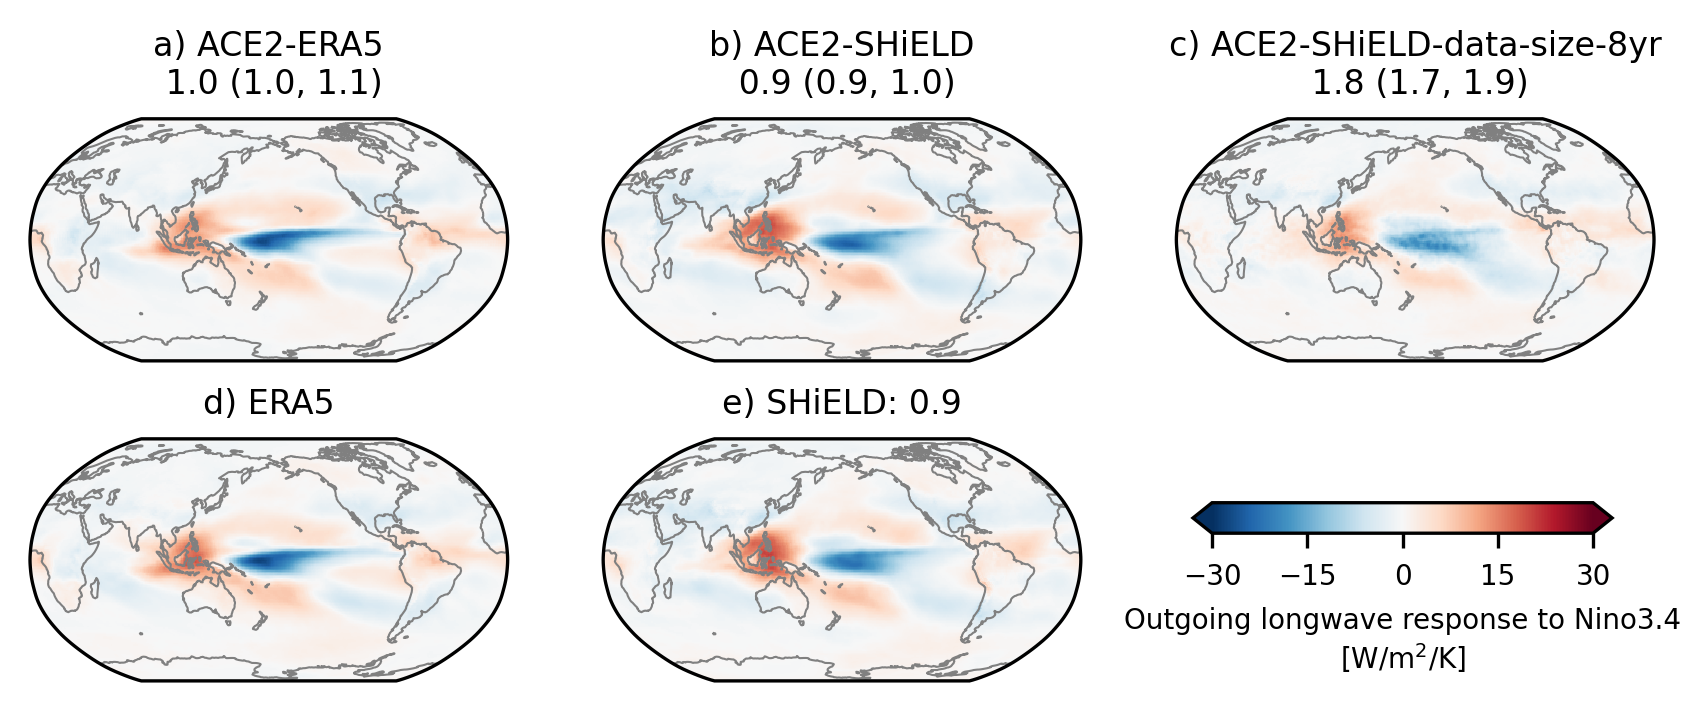 a) ACE2-ERA5
1.0 (1.0, 1.1)
b) ACE2-SHiELD
0.9 (0.9, 1.0)
c) ACE2-SHiELD-data-size-8yr
1.8 (1.7, 1.9)
d) ERA5
e) SHiELD: 0.9
−30 −15 0 15 30
Outgoing longwave response to Nino3.4
[W/m²/K]